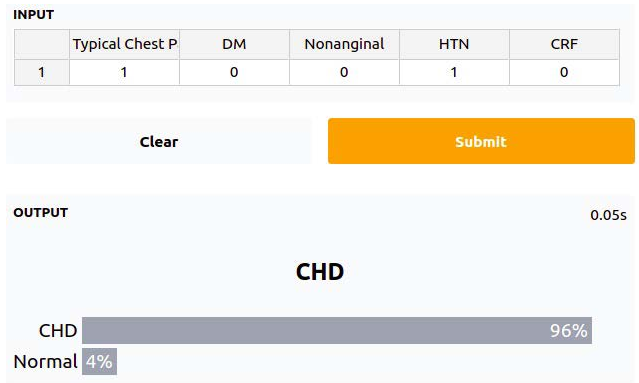 INPUT
Typical Chest P DM Nonanginal HTN CRF
1 1 0 0 1 0
Clear Submit
OUTPUT 0.05s
CHD
CHD 96%
Normal 4%